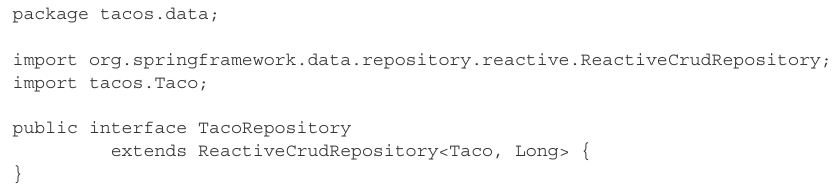 package tacos.data;
import org.springframework.data.repository.reactive.ReactiveCrudRepository;
import tacos.Taco;
public interface TacoRepository
extends ReactiveCrudRepository<Taco, Long> {
}